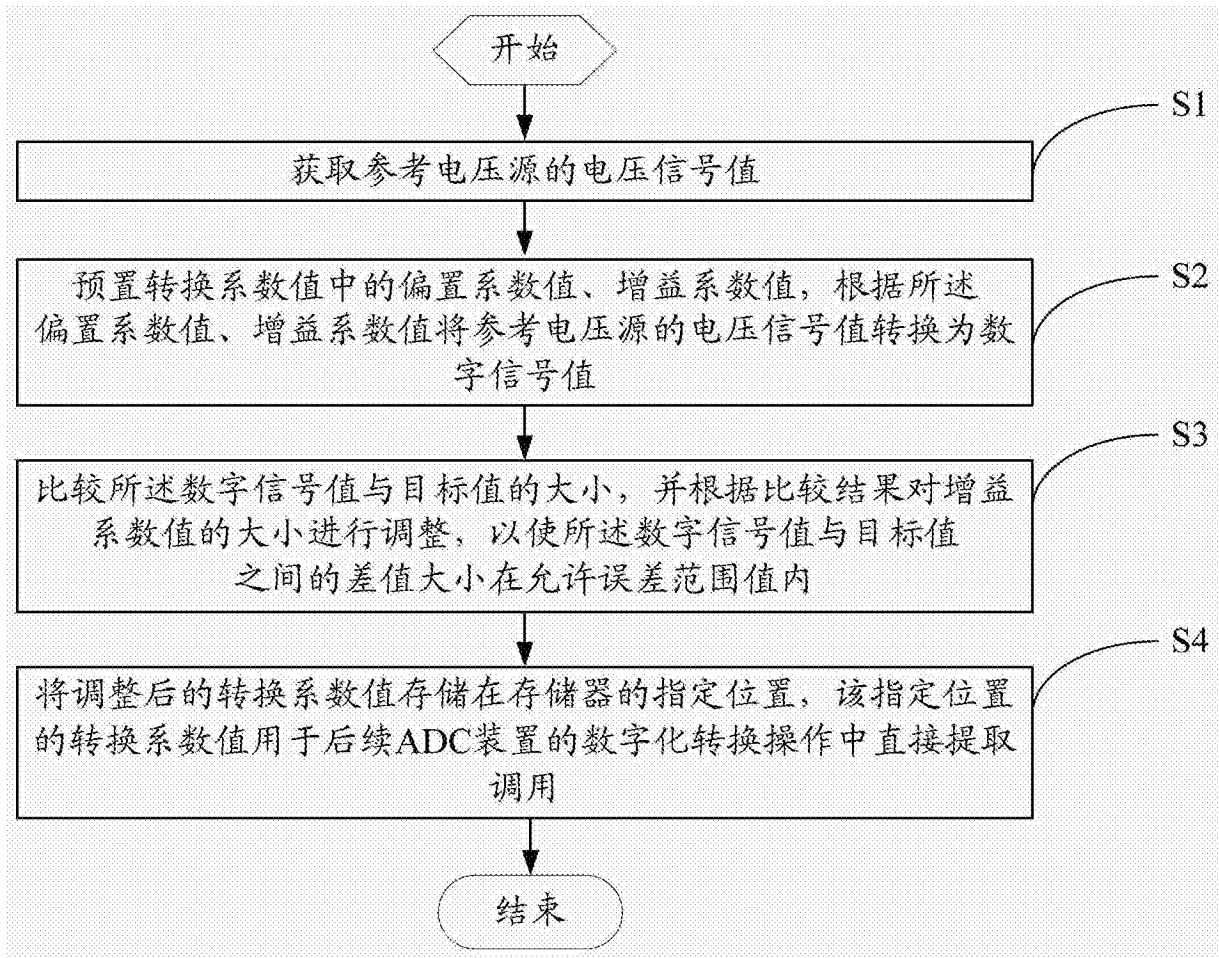 开始
S1
获取参考电压源的电压信号值
S2
预置转换系数值中的偏置系数值、增益系数值，根据所述
偏置系数值、增益系数值将参考电压源的电压信号值转换为数
字信号值
S3
比较所述数字信号值与目标值的大小，并根据比较结果对增益
系数值的大小进行调整，以使所述数字信号值与目标值
之间的差值大小在允许误差范围值内
S4
将调整后的转换系数值存储在存储器的指定位置，该指定位置
的转换系数值用于后续ADC装置的数字化转换操作中直接提取
调用
结束